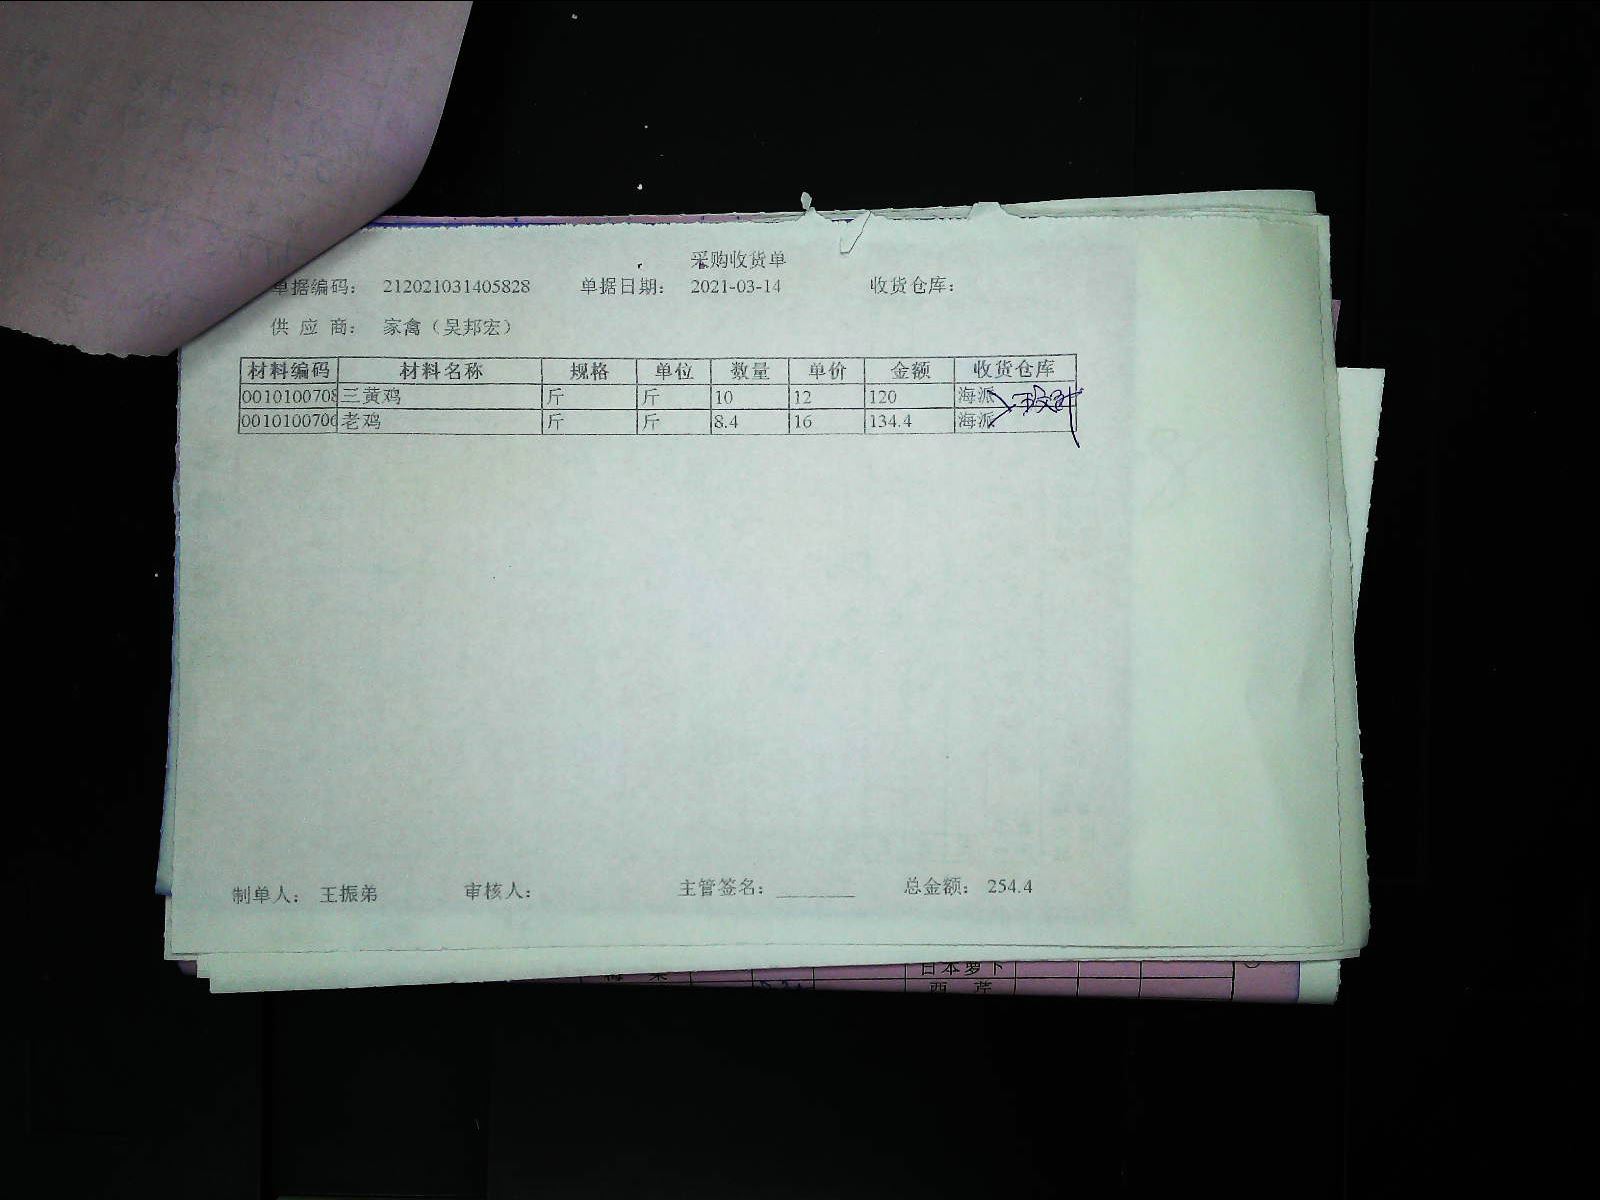 采购收货单
单据编码： 212021031405828 单据日期： 2021-03-14 收货仓库：
供 应 商： 家禽（吴邦宏）
材料编码 材料名称 规格 单位 数量 单价 金额 收货仓库
0010100708 三黄鸡 斤 斤 10 12 120 海派
0010100706 老鸡 斤 斤 8.4 16 134.4 海派
制单人： 王振弟 审核人： 主管签名：________ 总金额： 254.4
日本萝卜
西 芹